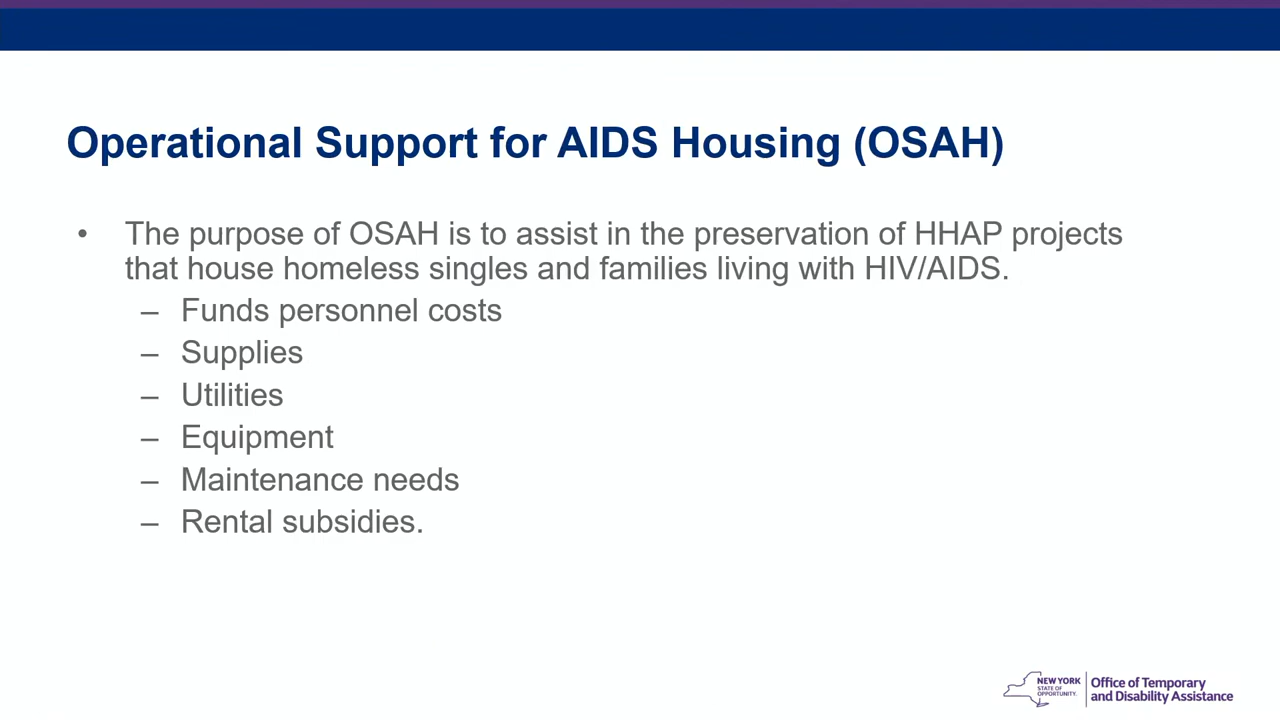 Operational Support for AIDS Housing (OSAH)
• The purpose of OSAH is to assist in the preservation of HHAP projects
that house homeless singles and families living with HIV/AIDS.
– Funds personnel costs
– Supplies
– Utilities
– Equipment
– Maintenance needs
– Rental subsidies.
NEW YORK
STATE OF
OPPORTUNITY.
Office of Temporary
and Disability Assistance